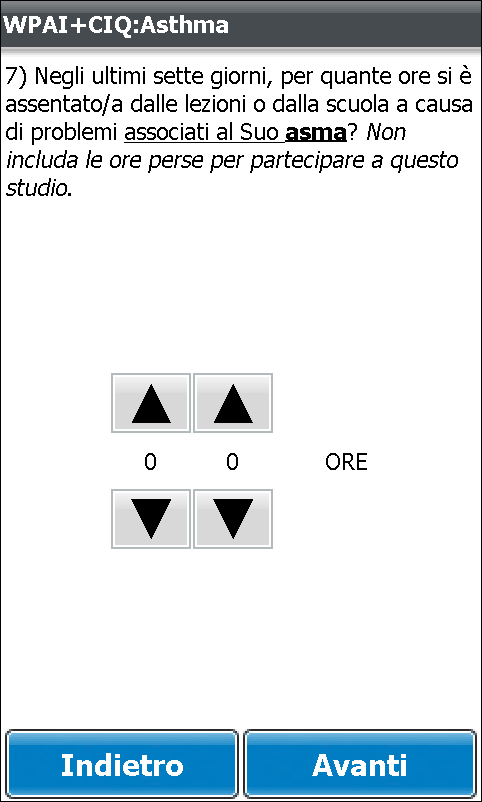 WPAI+CIQ:Asthma
7) Negli ultimi sette giorni, per quante ore si è
assentato/a dalle lezioni o dalla scuola a causa
di problemi associati al Suo asma? Non
includa le ore perse per partecipare a questo
studio.
0 0 ORE
Indietro Avanti